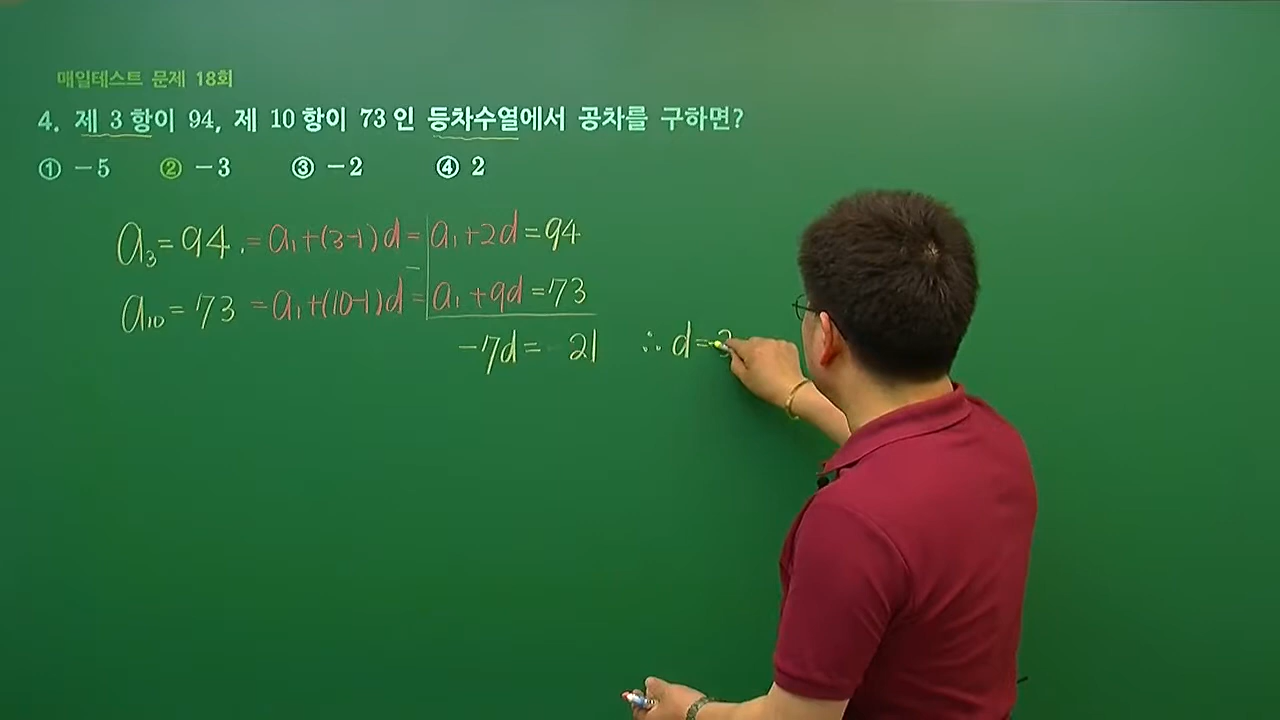 매일테스트 문제 18회
4. 제 3 항이 94, 제 10 항이 73 인 등차수열에서 공차를 구하면?
① -5 ② -3 ③ -2 ④ 2
a₃ = 94 = a₁+(3-1)d = a₁+2d = 94
a₁₀ = 73 = a₁+(10-1)d = a₁+9d = 73
-7d = 21 ∴ d =